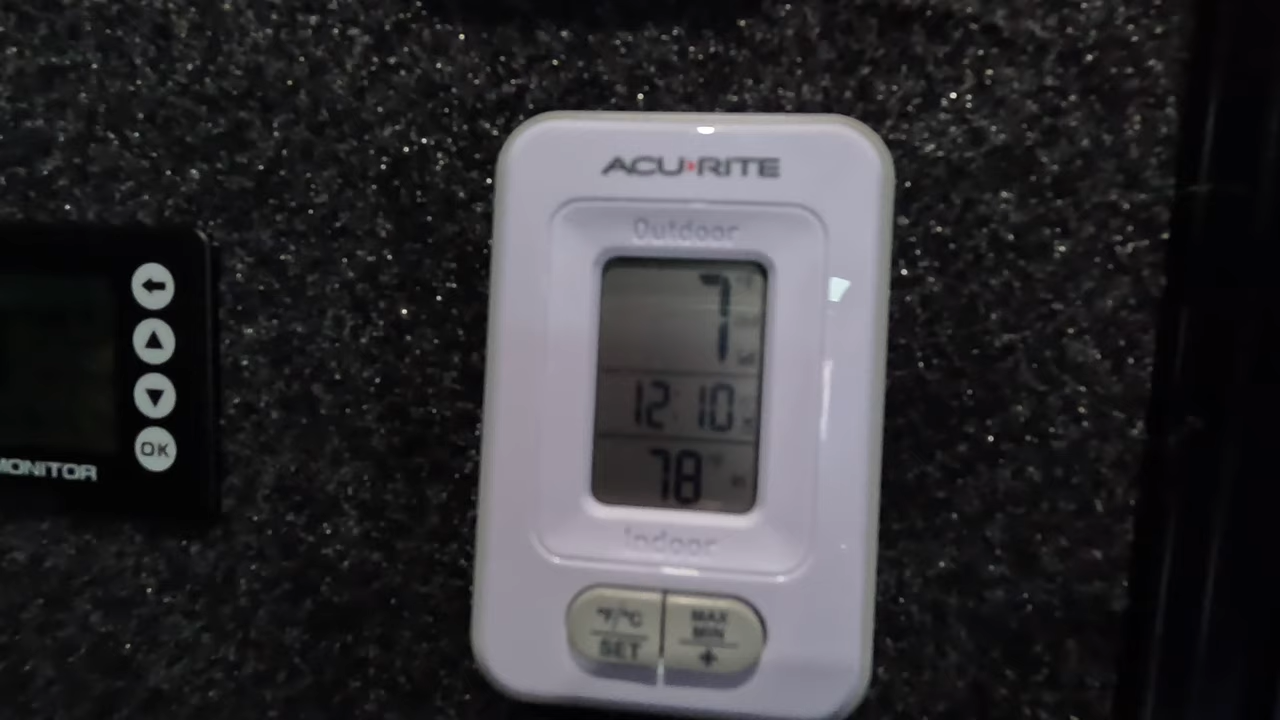 ACU›RITE
Outdoor
7
12:10
78 °F
Indoor
°F/°C
SET
MAX
MIN
+
OK
MONITOR